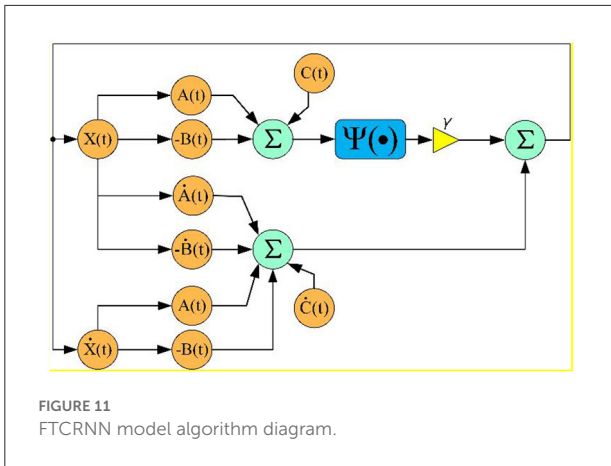 C(t)
A(t)
X(t)
-B(t)
Σ
Ψ(•)
γ
Σ
Ȧ(t)
-Ḃ(t)
Σ
A(t)
Ċ(t)
Ẋ(t)
-B(t)
FIGURE 11
FTCRNN model algorithm diagram.